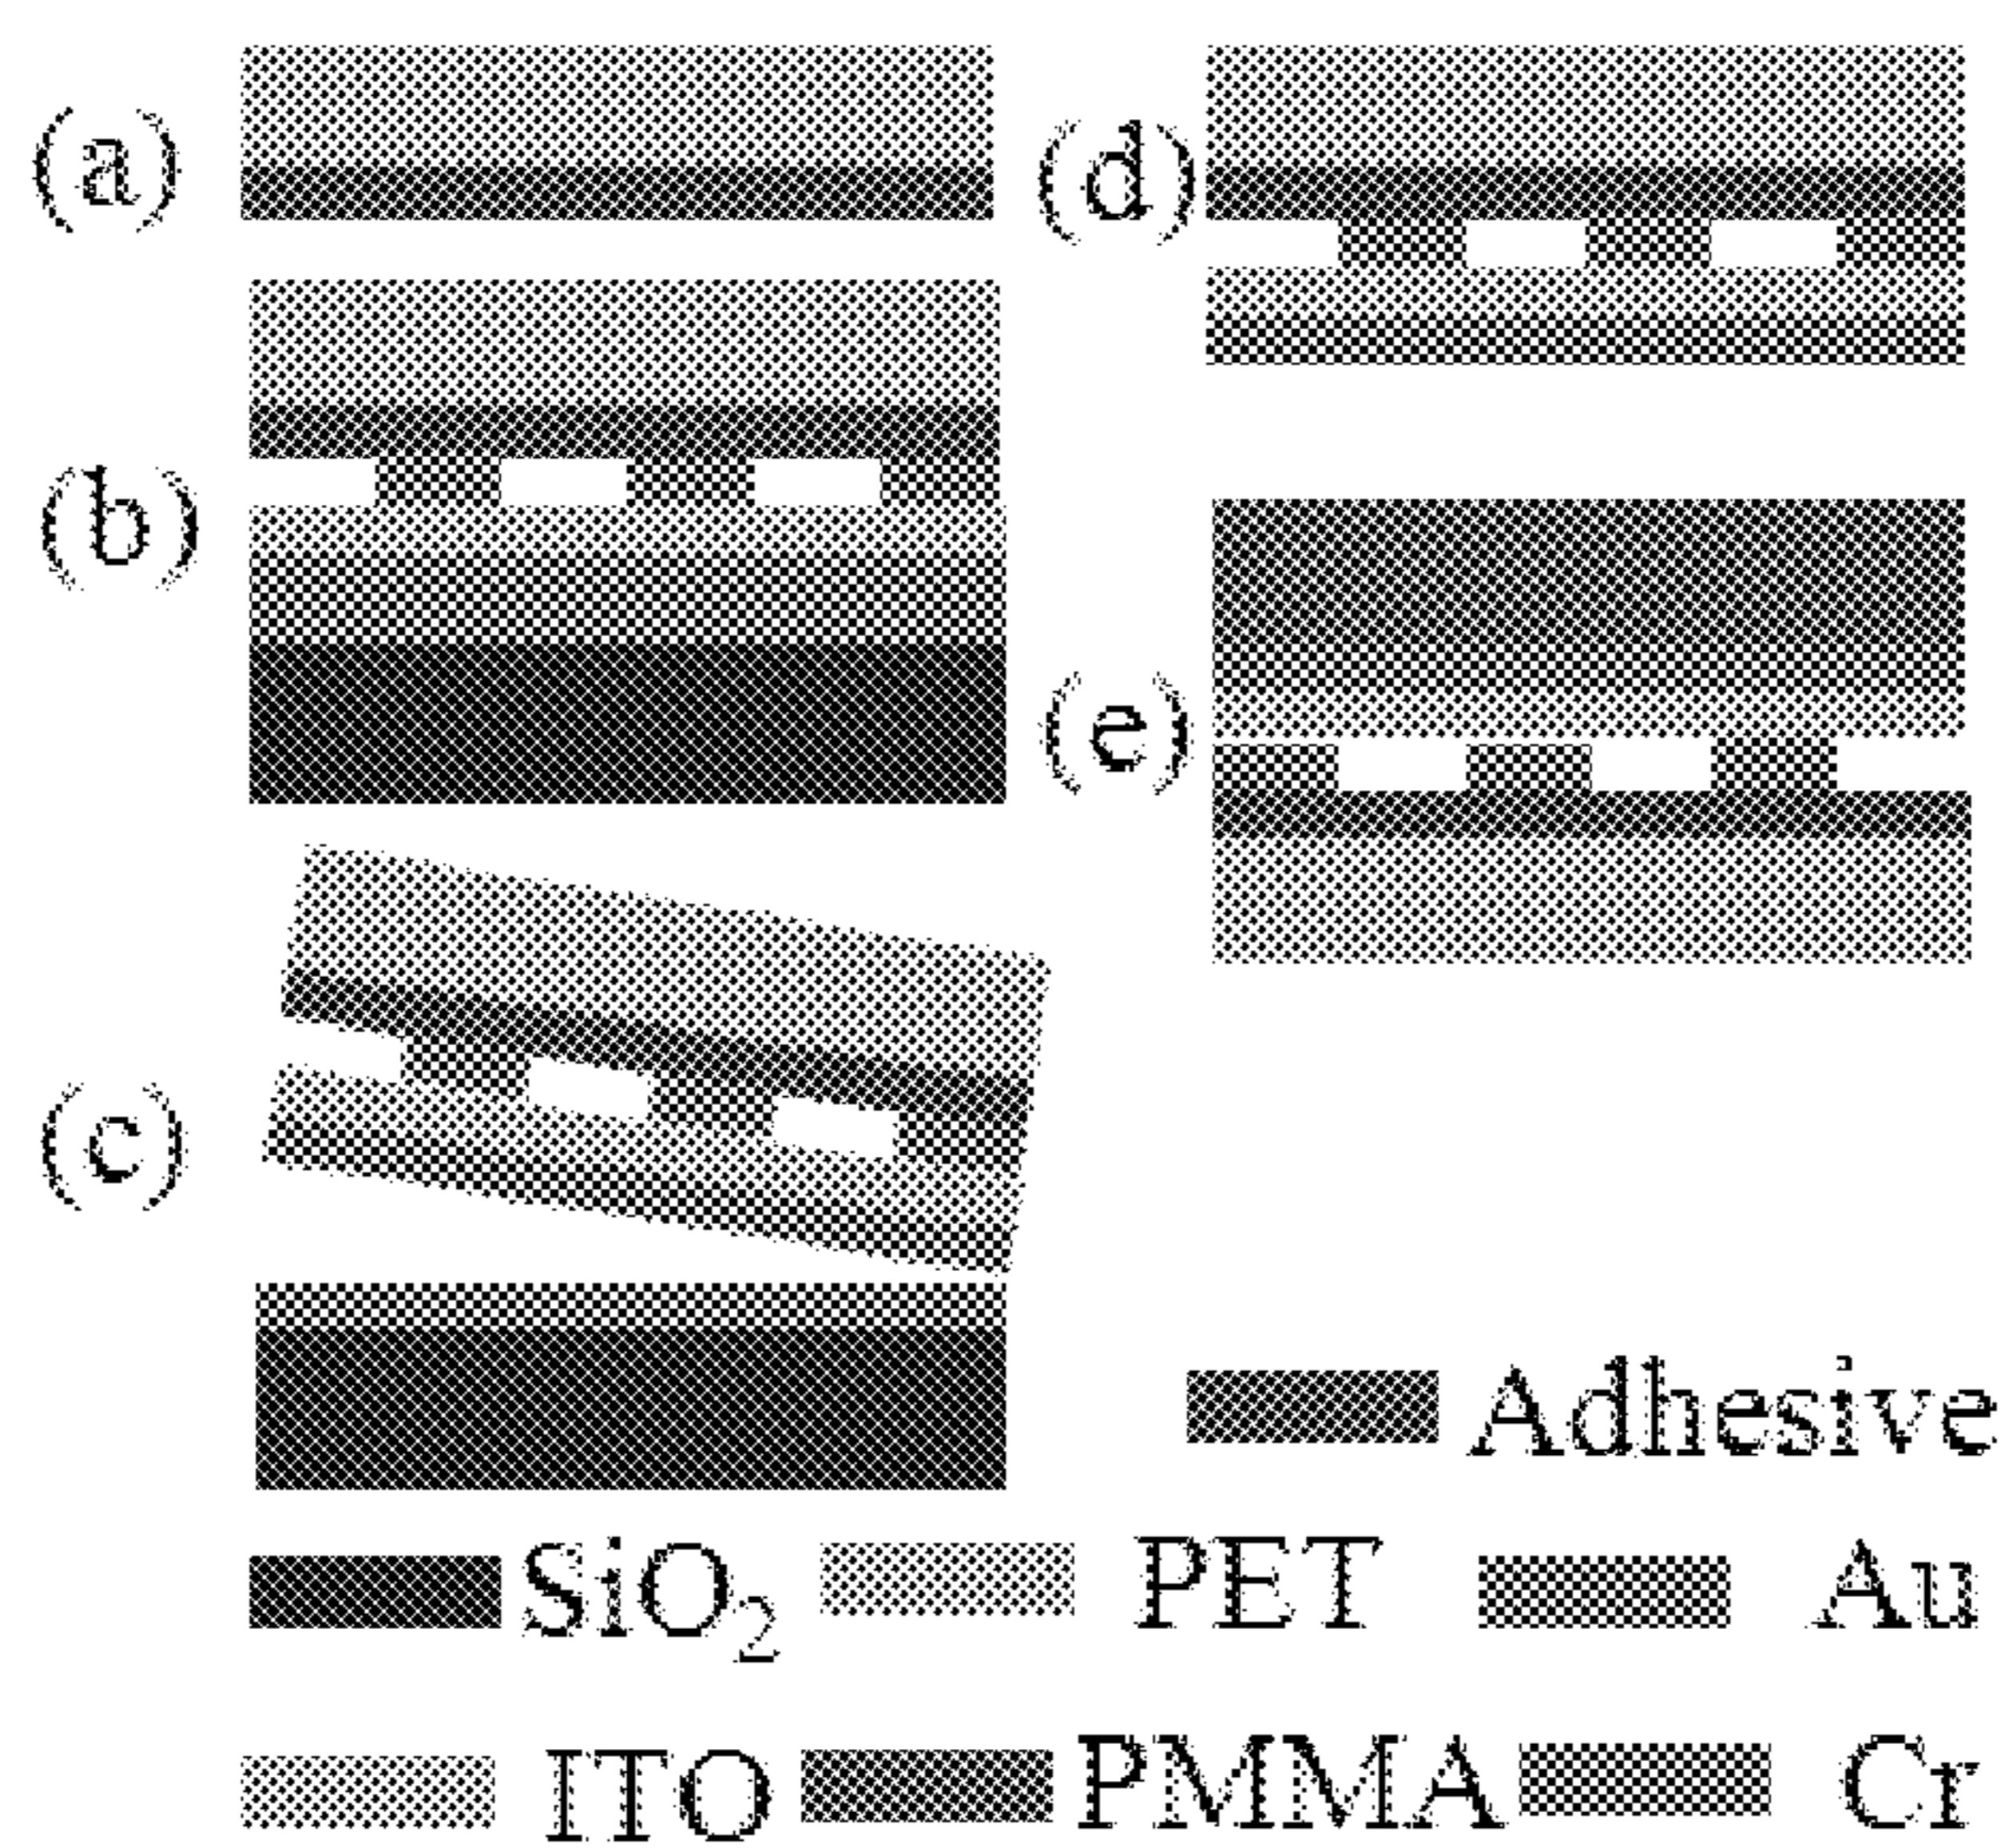 (a)
(d)
(b)
(e)
(c)
Adhesive
SiO₂ PET Au
ITO PMMA Cr